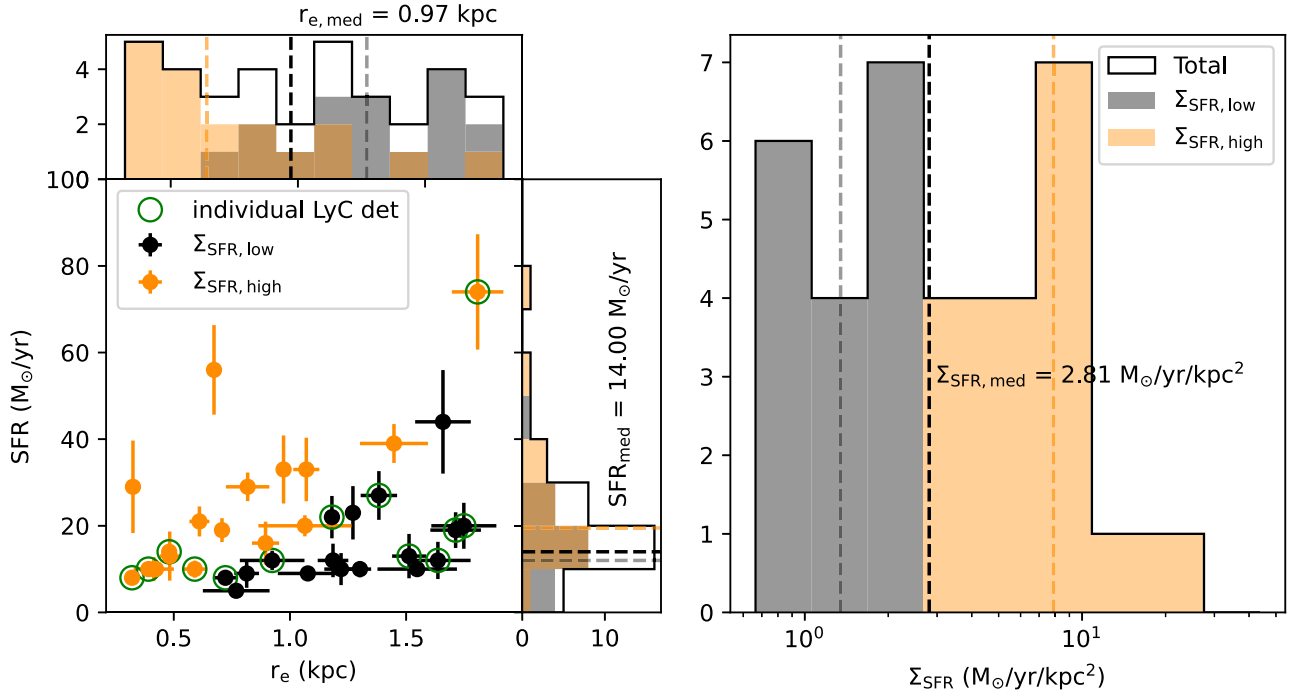 r_e, med = 0.97 kpc
4
2
0
individual LyC det
Σ_SFR, low
Σ_SFR, high
100
80
60
40
20
0
SFR (M_⊙/yr)
0.5
1.0
1.5
r_e (kpc)
SFR_med = 14.00 M_⊙/yr
0
10
7
6
5
4
3
2
1
0
Total
Σ_SFR, low
Σ_SFR, high
Σ_SFR, med = 2.81 M_⊙/yr/kpc²
10⁰
10¹
Σ_SFR (M_⊙/yr/kpc²)